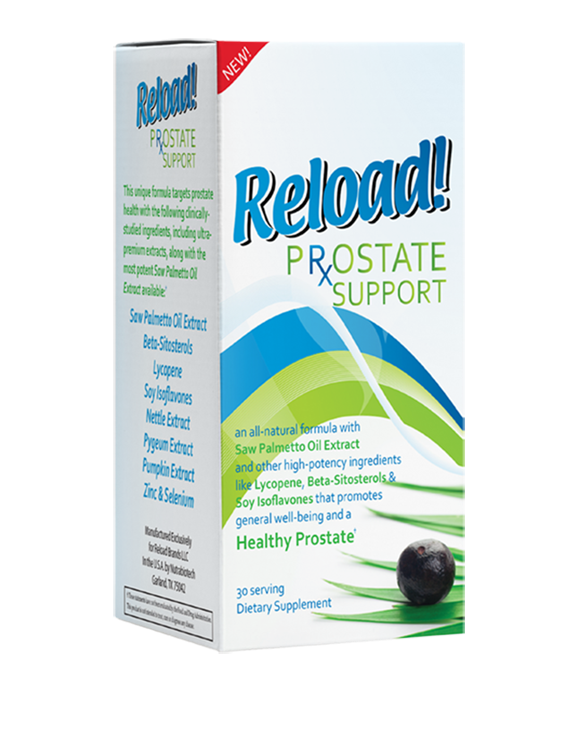 NEW!
Reload!
PRxOSTATE
SUPPORT
an all-natural formula with
Saw Palmetto Oil Extract
and other high-potency ingredients
like Lycopene, Beta-Sitosterols &
Soy Isoflavones that promotes
general well-being and a
Healthy Prostate†
30 serving
Dietary Supplement
Reload!
PRxOSTATE
SUPPORT
This unique formula targets prostate
health with the following clinically-
studied ingredients, including ultra-
premium extracts, along with the
most potent Saw Palmetto Oil
Extract available:†
Saw Palmetto Oil Extract
Beta-Sitosterols
Lycopene
Soy Isoflavones
Nettle Extract
Pygeum Extract
Pumpkin Extract
Zinc & Selenium
Manufactured Exclusively
for Reload Brands LLC
In the U.S.A. by Nutrabiotech
Garland, TX 75042